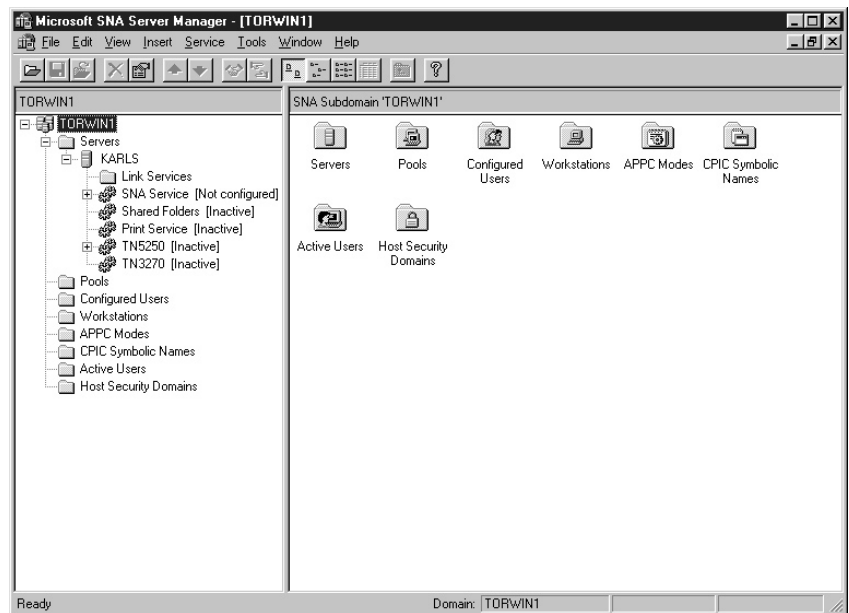 Microsoft SNA Server Manager - [TORWIN1]
File Edit View Insert Service Tools Window Help
TORWIN1
SNA Subdomain 'TORWIN1'
TORWIN1
Servers
KARLS
Link Services
SNA Service [Not configured]
Shared Folders [Inactive]
Print Service [Inactive]
TN5250 [Inactive]
TN3270 [Inactive]
Pools
Configured Users
Workstations
APPC Modes
CPIC Symbolic Names
Active Users
Host Security Domains
Servers
Pools
Configured
Users
Workstations
APPC Modes
CPIC Symbolic
Names
Active Users
Host Security
Domains
Ready
Domain: TORWIN1